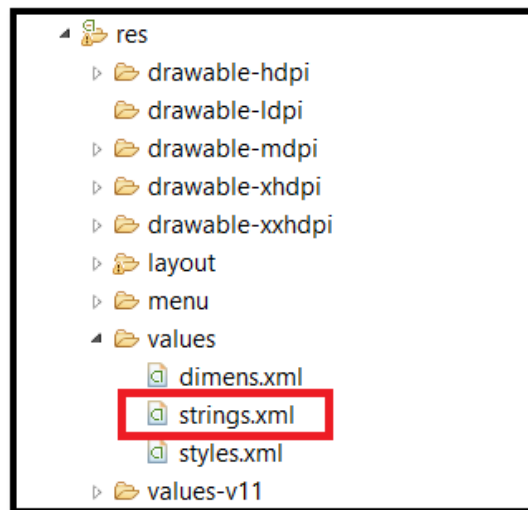 res
drawable-hdpi
drawable-ldpi
drawable-mdpi
drawable-xhdpi
drawable-xxhdpi
layout
menu
values
dimens.xml
strings.xml
styles.xml
values-v11